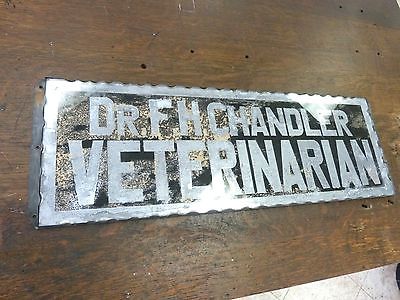 DR. F. H. CHANDLER
VETERINARIAN